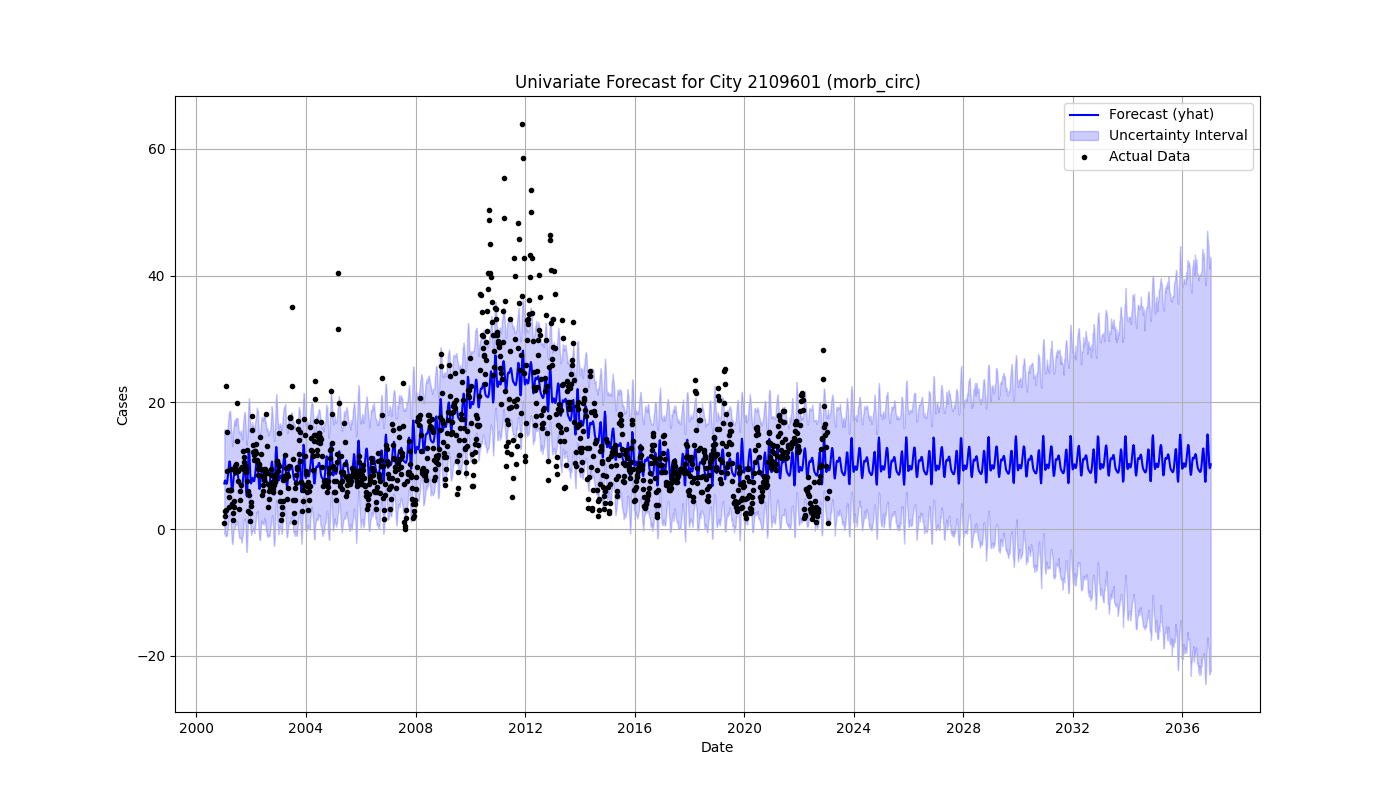 Univariate Forecast for City 2109601 (morb_circ)
Forecast (yhat)
Uncertainty Interval
Actual Data
60
40
20
0
−20
Cases
2000 2004 2008 2012 2016 2020 2024 2028 2032 2036
Date